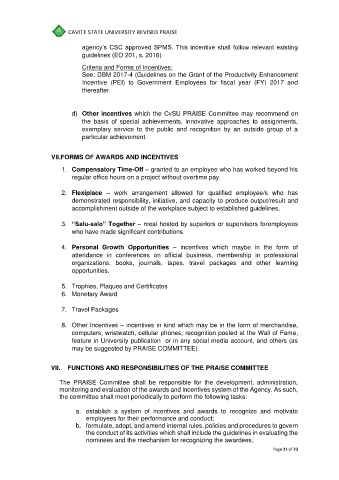 CAVITE STATE UNIVERSITY REVISED PRAISE
agency's CSC approved SPMS. This incentive shall follow relevant existing
guidelines (EO 201, s. 2016)
Criteria and Forms of Incentives:
See: DBM 2017-4 (Guidelines on the Grant of the Productivity Enhancement
Incentive (PEI) to Government Employees for fiscal year (FY) 2017 and
thereafter.
d) Other incentives which the CvSU PRAISE Committee may recommend on
the basis of special achievements, innovative approaches to assignments,
exemplary service to the public and recognition by an outside group of a
particular achievement.
VII.FORMS OF AWARDS AND INCENTIVES
1. Compensatory Time-Off – granted to an employee who has worked beyond his
regular office hours on a project without overtime pay.
2. Flexiplace – work arrangement allowed for qualified employee/s who has
demonstrated responsibility, initiative, and capacity to produce output/result and
accomplishment outside of the workplace subject to established guidelines.
3. "Salu-salo" Together – meal hosted by superiors or supervisors foremployees
who have made significant contributions.
4. Personal Growth Opportunities – incentives which maybe in the form of
attendance in conferences on official business, membership in professional
organizations, books, journals, tapes, travel packages and other learning
opportunities.
5. Trophies, Plaques and Certificates
6. Monetary Award
7. Travel Packages
8. Other Incentives – incentives in kind which may be in the form of merchandise,
computers, wristwatch, cellular phones, recognition posted at the Wall of Fame,
feature in University publication or in any social media account, and others (as
may be suggested by PRAISE COMMITTEE).
VII. FUNCTIONS AND RESPONSIBILITIES OF THE PRAISE COMMITTEE
The PRAISE Committee shall be responsible for the development, administration,
monitoring and evaluation of the awards and incentives system of the Agency. As such,
the committee shall meet periodically to perform the following tasks:
a. establish a system of incentives and awards to recognize and motivate
employees for their performance and conduct;
b. formulate, adopt, and amend internal rules, policies and procedures to govern
the conduct of its activities which shall include the guidelines in evaluating the
nominees and the mechanism for recognizing the awardees;
Page 21 of 23